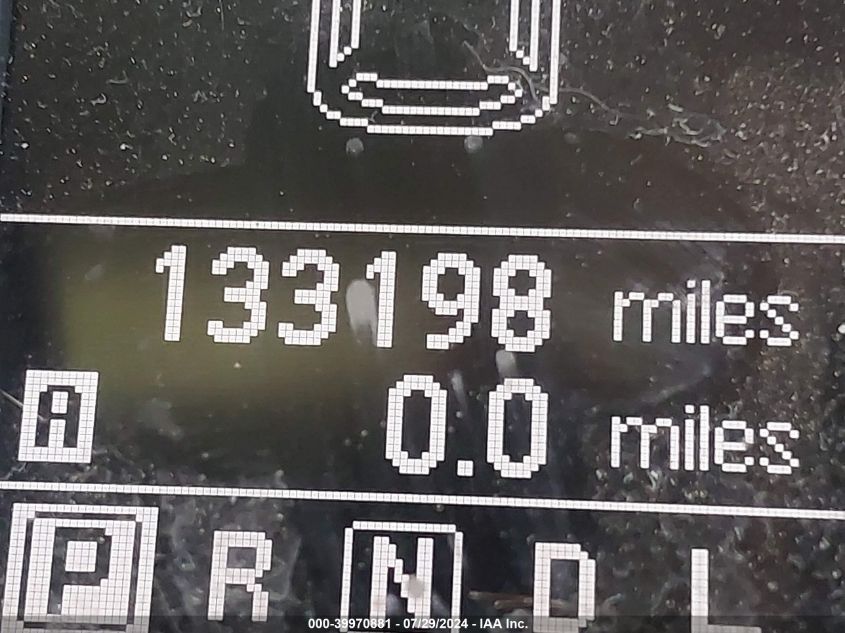 133198 miles
A 0.0 miles
P R N D L
000-39970881 - 07/29/2024 - IAA Inc.